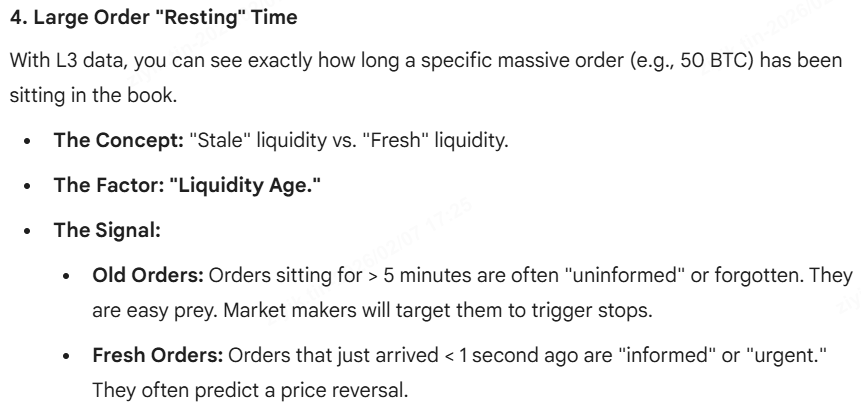 4. Large Order "Resting" Time
With L3 data, you can see exactly how long a specific massive order (e.g., 50 BTC) has been
sitting in the book.
• The Concept: "Stale" liquidity vs. "Fresh" liquidity.
• The Factor: "Liquidity Age."
• The Signal:
• Old Orders: Orders sitting for > 5 minutes are often "uninformed" or forgotten. They
are easy prey. Market makers will target them to trigger stops.
• Fresh Orders: Orders that just arrived < 1 second ago are "informed" or "urgent."
They often predict a price reversal.